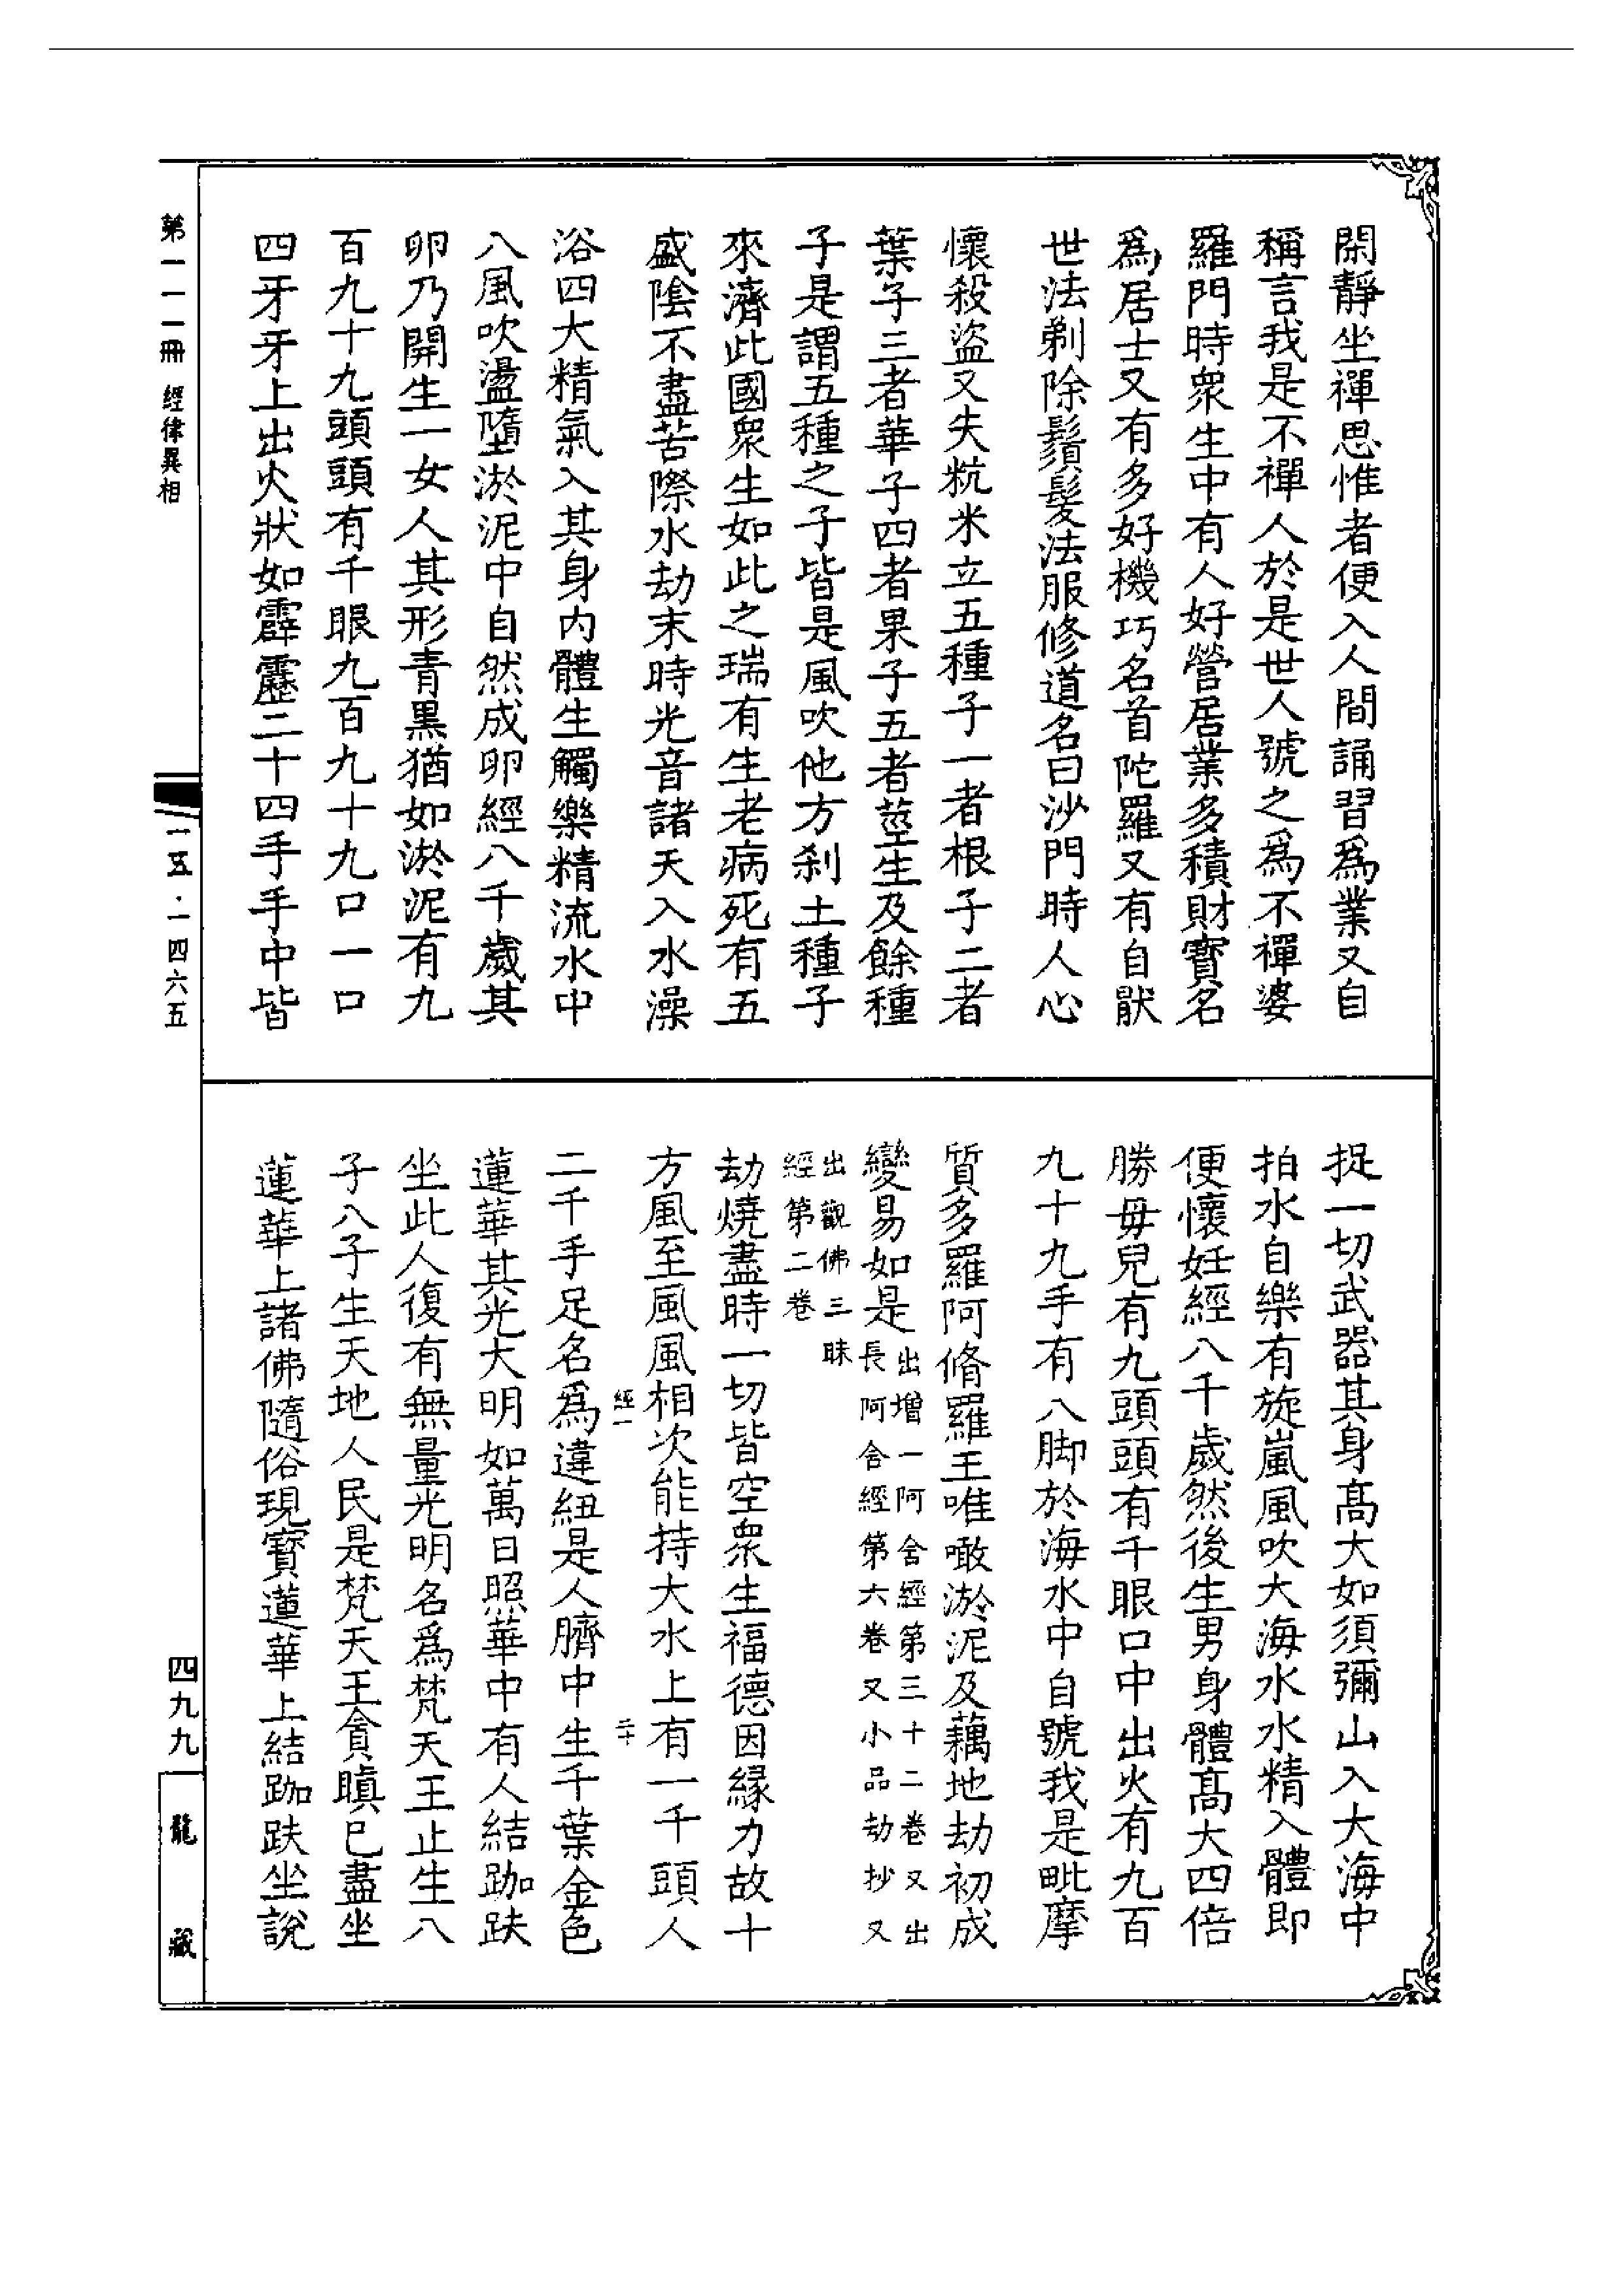 閑靜坐禪思惟者便入人間誦習爲業又自
稱言我是不禪人於是世人號之爲不禪婆
羅門時衆生中有人好營居業多積財寳名
爲居士又有多好機巧名首陀羅又有自猒
世法剃除鬚髮法服修道名曰沙門時人心
懷殺盜又失粇米立五種子一者根子二者
葉子三者華子四者果子五者莖生及餘種
子是謂五種之子皆是風吹他方刹土種子
來濟此國衆生如此之瑞有生老病死有五
盛陰不盡苦際水劫末時光音諸天入水澡
浴四大精氣入其身內體生觸樂精流水中
八風吹盪墮淤泥中自然成卵經八千歲其
卵乃開生一女人其形青黒猶如淤泥有九
百九十九頭頭有千眼九百九十九口一口
四牙牙上出火狀如霹靂二十四手手中皆
捉一切武器其身髙大如須彌山入大海中
拍水自樂有旋嵐風吹大海水水精入體即
便懷妊經八千歲然後生男身體髙大四倍
勝毋兒有九頭頭有千眼口中出火有九百
九十九手有八脚於海水中自號我是毗摩
質多羅阿脩羅王唯噉淤泥及藕地劫初成
變易如是出增一阿含經第三十二卷又出
長阿含經第六卷又小品劫抄又
出觀佛三昧
經第二卷
劫燒盡時一切皆空衆生福德因緣力故十
方風至風風相次能持大水上有一千頭人
經一
二十
二千手足名爲違紐是人臍中生千葉金色
蓮華其光大明如萬日照華中有人結跏趺
坐此人復有無量光明名爲梵天王止生八
子八子生天地人民是梵天王貪瞋已盡坐
蓮華上諸佛隨俗現寳蓮華上結跏趺坐說
第一一一冊 經律異相
一五·一四六五
四九九
龍藏